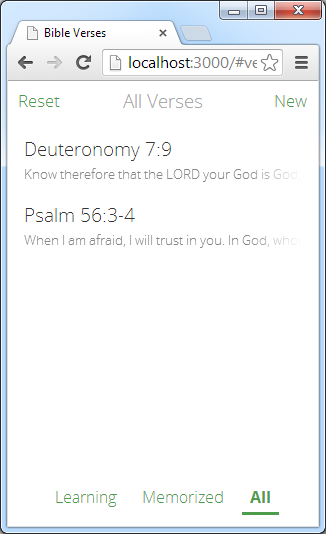 Bible Verses
localhost:3000/#ve
Reset All Verses New
Deuteronomy 7:9
Know therefore that the LORD your God is God,
Psalm 56:3-4
When I am afraid, I will trust in you. In God, who
Learning Memorized All